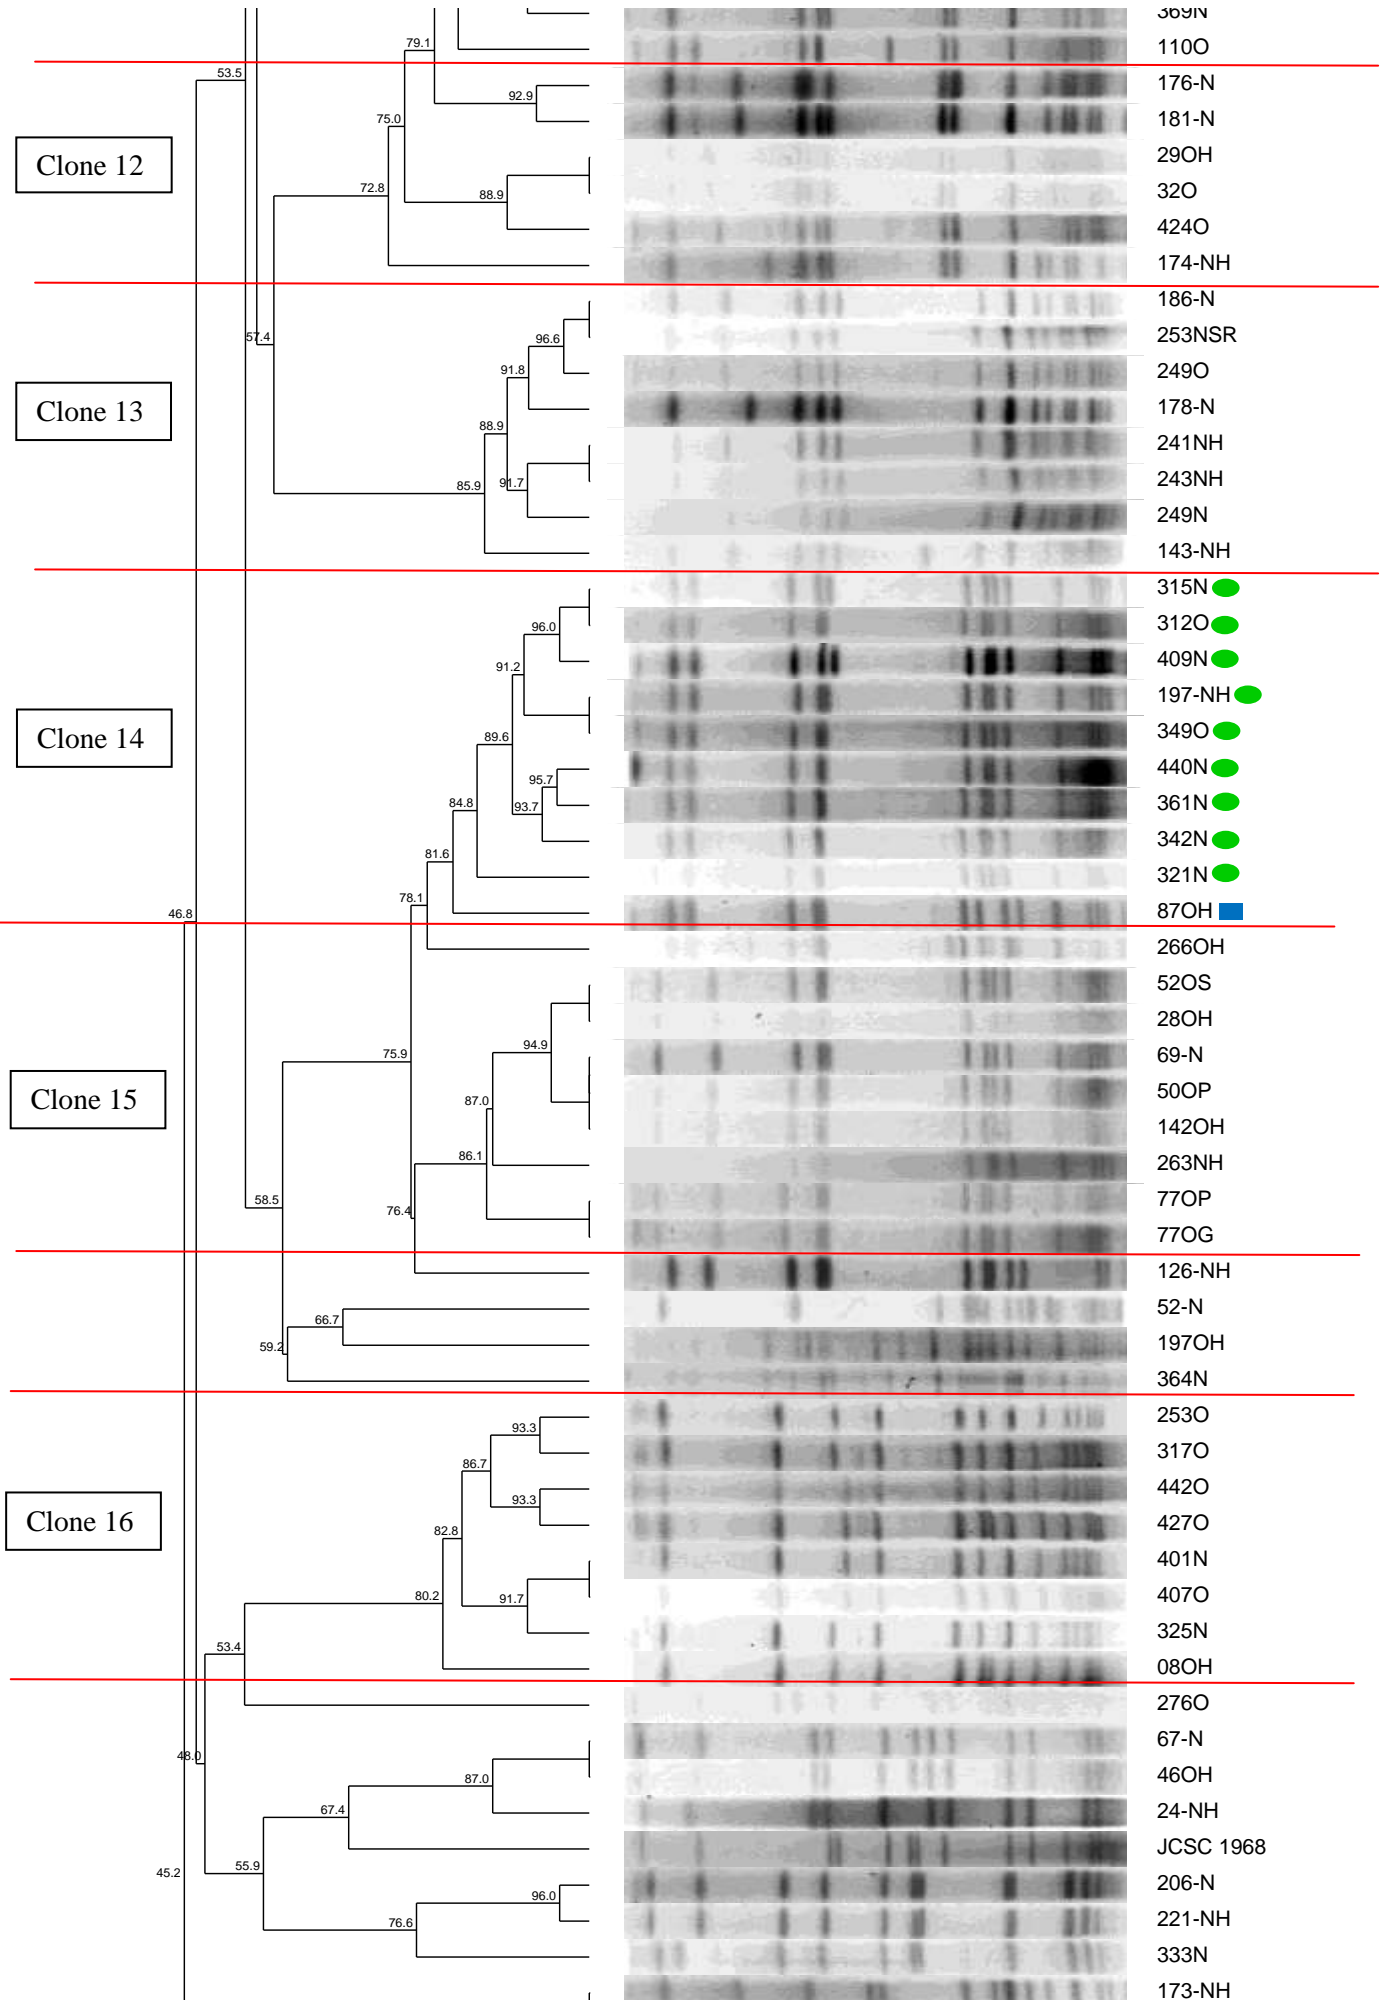 369N
79.1
110O
53.5
176-N
92.9
181-N
75.0
Clone 12
29OH
72.8
88.9
32O
424O
174-NH
186-N
57.4
96.6
253NSR
91.8
249O
Clone 13
178-N
88.9
241NH
85.9
91.7
243NH
249N
143-NH
315N
96.0
312O
91.2
409N
197-NH
Clone 14
89.6
349O
95.7
440N
84.8
93.7
361N
81.6
342N
78.1
321N
46.8
87OH
266OH
52OS
28OH
75.9
94.9
69-N
Clone 15
87.0
50OP
142OH
86.1
263NH
58.5
76.4
77OP
77OG
126-NH
66.7
52-N
59.2
197OH
364N
93.3
253O
86.7
317O
93.3
442O
Clone 16
82.8
427O
401N
80.2
91.7
407O
53.4
325N
08OH
276O
48.0
67-N
87.0
46OH
67.4
24-NH
JCSC 1968
45.2
55.9
206-N
96.0
76.6
221-NH
333N
173-NH